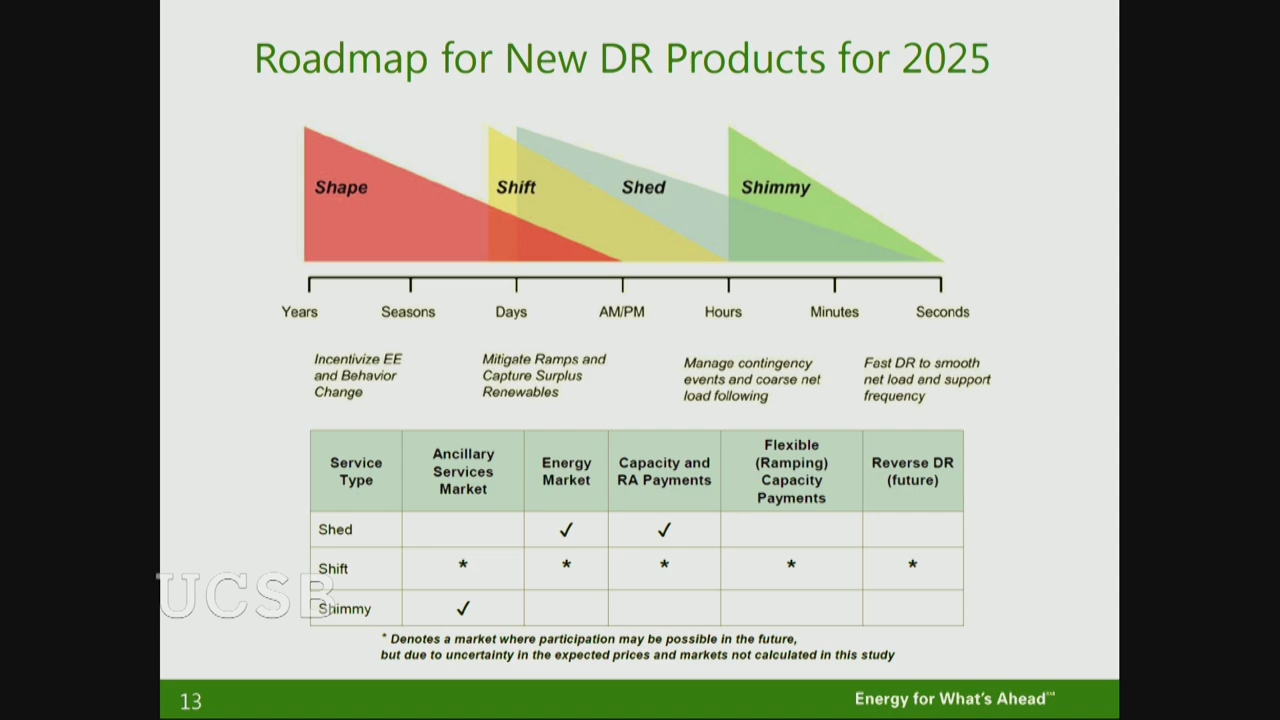 Roadmap for New DR Products for 2025
Shape
Shift
Shed
Shimmy
Years
Seasons
Days
AM/PM
Hours
Minutes
Seconds
Incentivize EE
and Behavior
Change
Mitigate Ramps and
Capture Surplus
Renewables
Manage contingency
events and coarse net
load following
Fast DR to smooth
net load and support
frequency
Service
Type
Ancillary
Services
Market
Energy
Market
Capacity and
RA Payments
Flexible
(Ramping)
Capacity
Payments
Reverse DR
(future)
Shed ✓ ✓
Shift * * * * *
Shimmy ✓
* Denotes a market where participation may be possible in the future,
but due to uncertainty in the expected prices and markets not calculated in this study
UCSB
13
Energy for What's Ahead℠